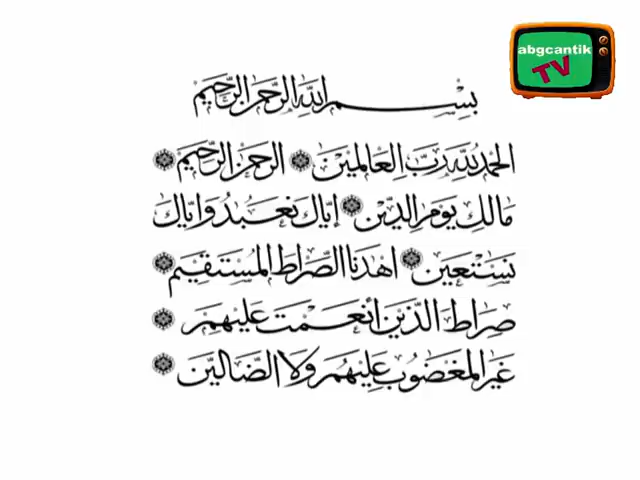 abgcantik
TV
بسم الله الرحمن الرحيم
الحمد لله رب العالمين ۞ الرحمن الرحيم ۞
مالك يوم الدين ۞ إياك نعبد وإياك
نستعين ۞ اهدنا الصراط المستقيم ۞
صراط الذين أنعمت عليهم ۞
غير المغضوب عليهم ولا الضالين ۞